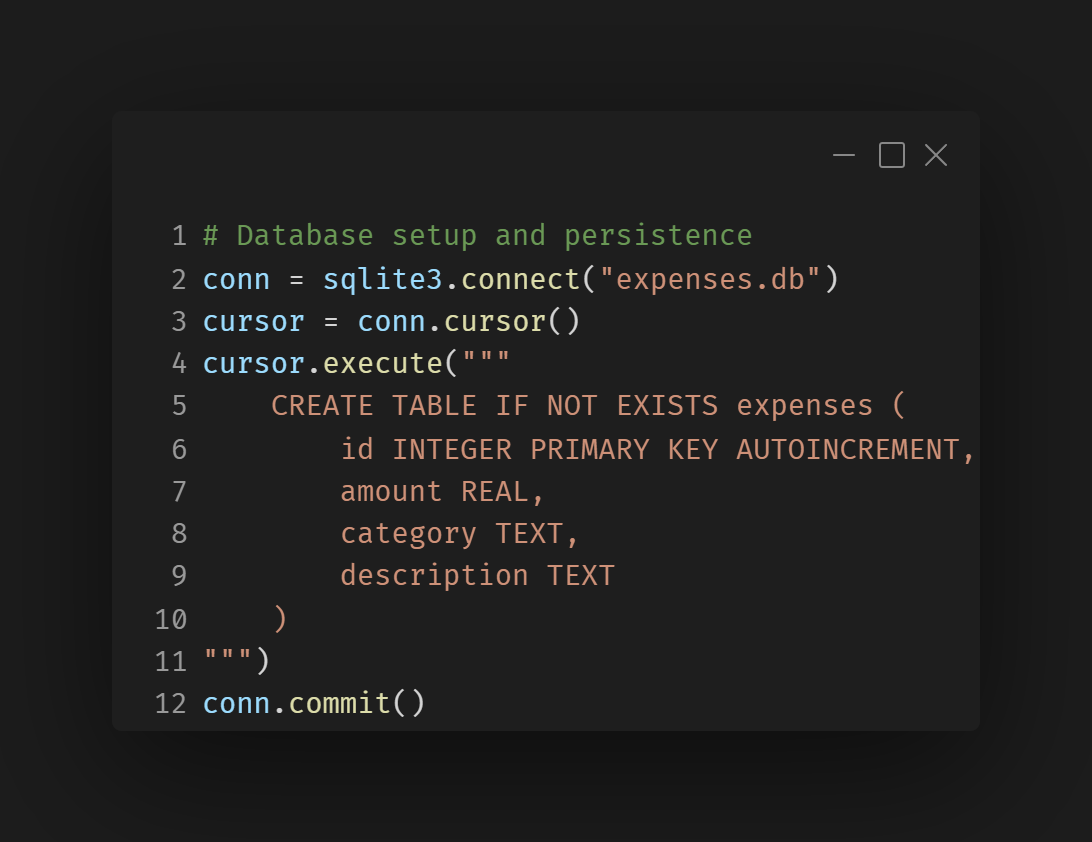 1 # Database setup and persistence
2 conn = sqlite3.connect("expenses.db")
3 cursor = conn.cursor()
4 cursor.execute("""
5     CREATE TABLE IF NOT EXISTS expenses (
6         id INTEGER PRIMARY KEY AUTOINCREMENT,
7         amount REAL,
8         category TEXT,
9         description TEXT
10     )
11 """)
12 conn.commit()